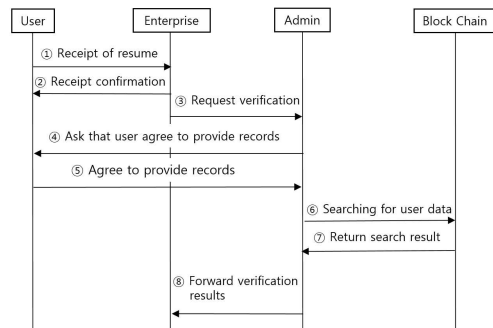 User
Enterprise
Admin
Block Chain
① Receipt of resume
② Receipt confirmation
③ Request verification
④ Ask that user agree to provide records
⑤ Agree to provide records
⑥ Searching for user data
⑦ Return search result
⑧ Forward verification
results